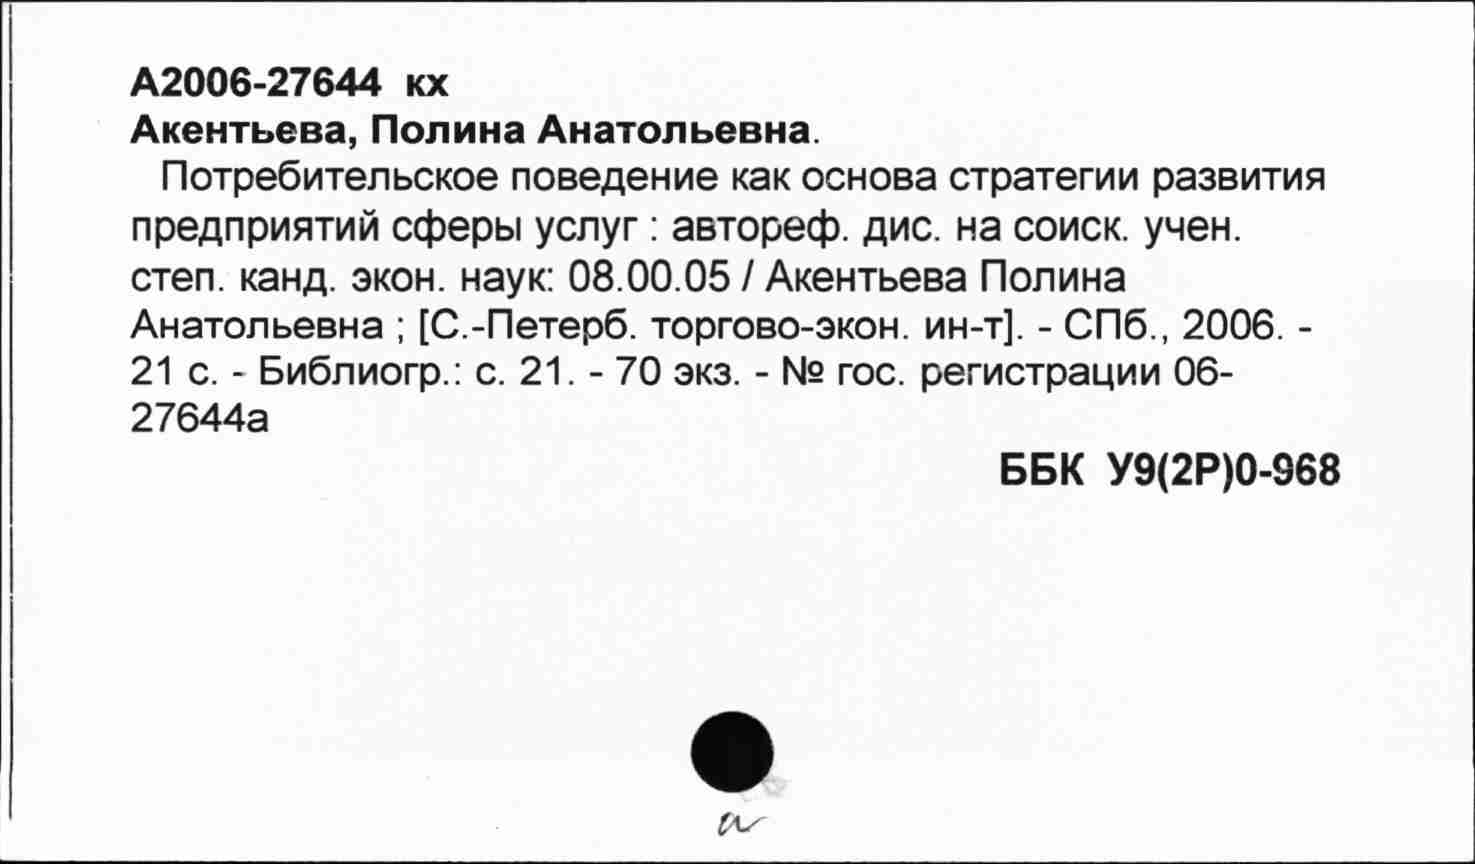 А2006-27644 кх
Акентьева, Полина Анатольевна.
Потребительское поведение как основа стратегии развития
предприятий сферы услуг : автореф. дис. на соиск. учен.
степ. канд. экон. наук: 08.00.05 / Акентьева Полина
Анатольевна ; [С.-Петерб. торгово-экон. ин-т]. - СПб., 2006. -
21 с. - Библиогр.: с. 21. - 70 экз. - № гос. регистрации 06-
27644а
ББК У9(2Р)0-968
а